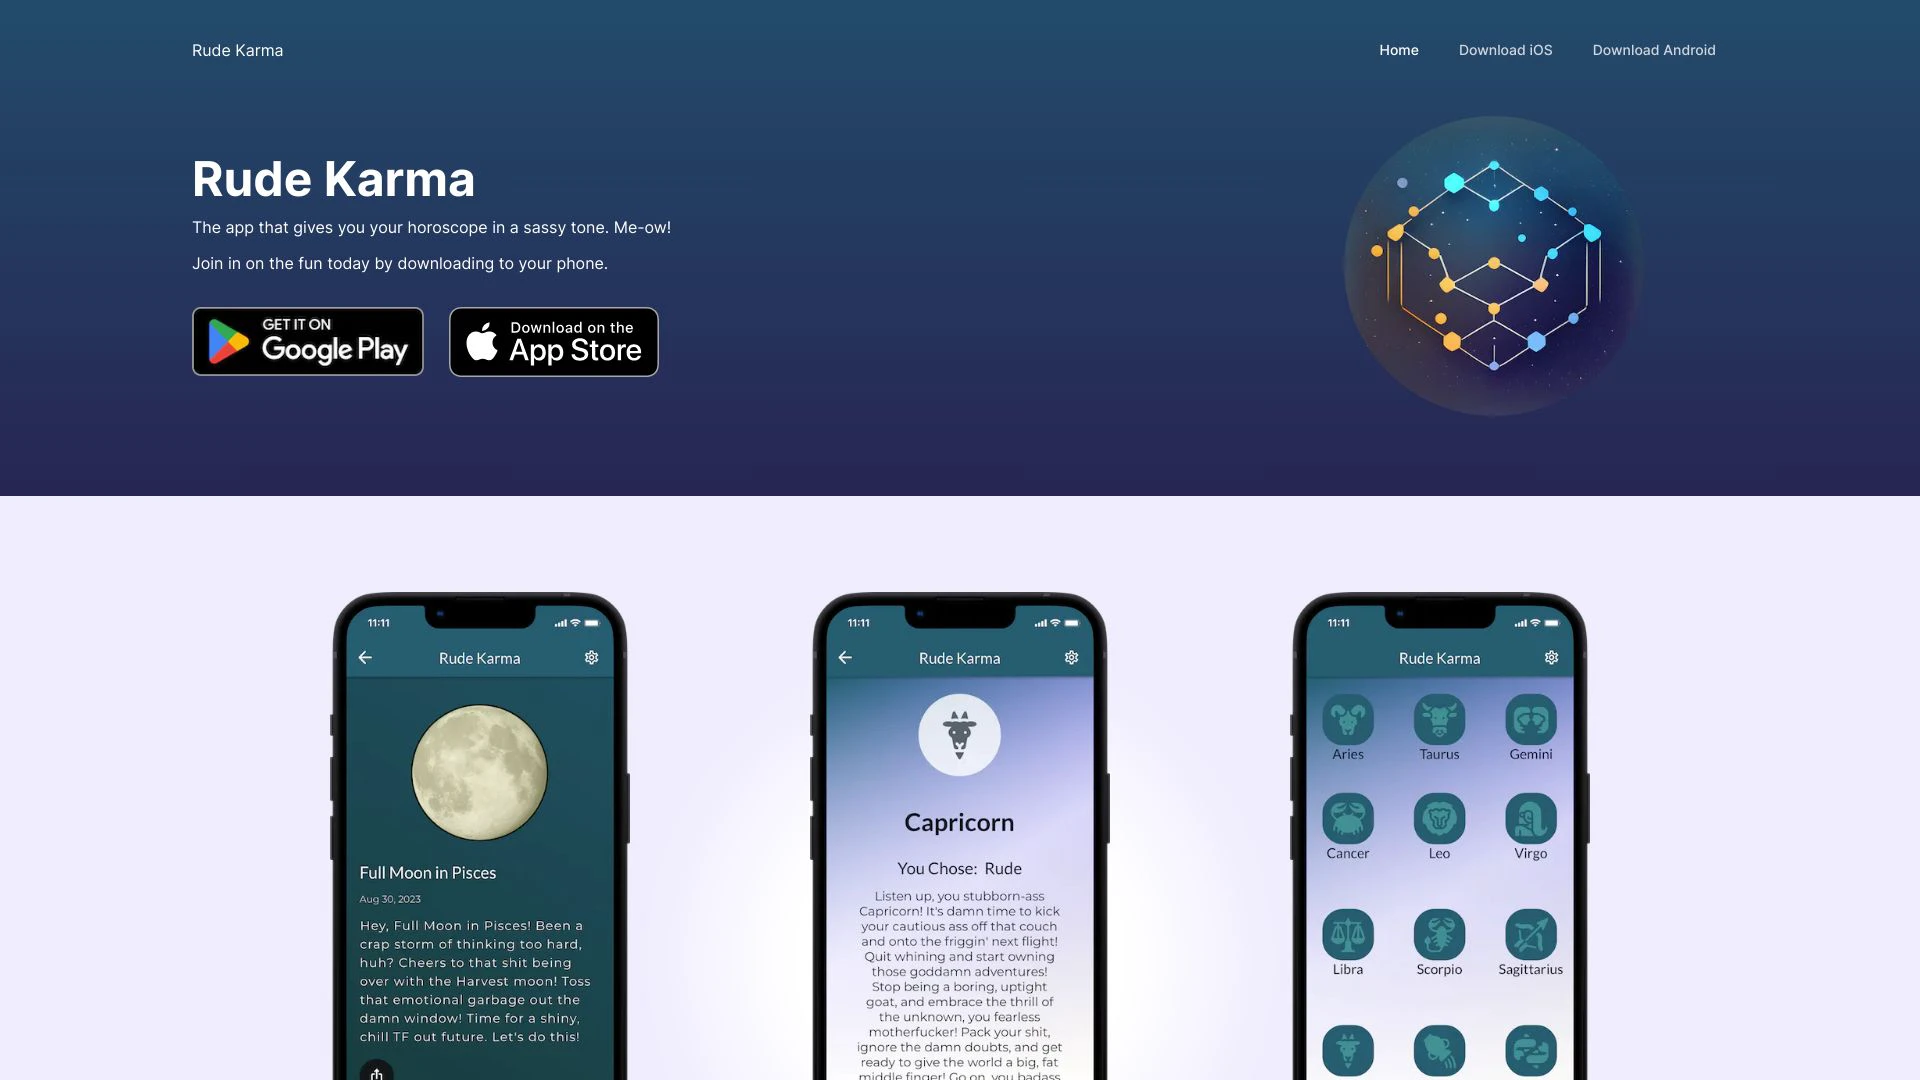 Rude Karma
Home
Download iOS
Download Android
Rude Karma
The app that gives you your horoscope in a sassy tone. Me-ow!
Join in on the fun today by downloading to your phone.
GET IT ON
Google Play
Download on the
App Store
11:11
Rude Karma
Full Moon in Pisces
Aug 30, 2023
Hey, Full Moon in Pisces! Been a
crap storm of thinking too hard,
huh? Cheers to that shit being
over with the Harvest moon! Toss
that emotional garbage out the
damn window! Time for a shiny,
chill TF out future. Let's do this!
11:11
Rude Karma
Capricorn
You Chose: Rude
Listen up, you stubborn-ass
Capricorn! It's damn time to kick
your cautious ass off that couch
and onto the friggin' next flight!
Quit whining and start owning
those goddamn adventures!
Stop being a boring, uptight
goat, and embrace the thrill of
the unknown, you fearless
motherfucker! Pack your shit,
ignore the damn doubts, and get
ready to give the world a big, fat
middle finger! Go on, you badass
11:11
Rude Karma
Aries
Taurus
Gemini
Cancer
Leo
Virgo
Libra
Scorpio
Sagittarius